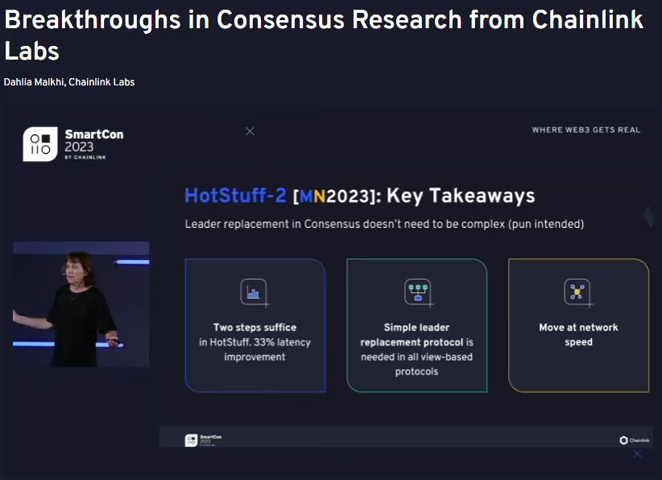 Breakthroughs in Consensus Research from Chainlink
Labs
Dahlia Malkhi, Chainlink Labs
SmartCon
2023
BY CHAINLINK
WHERE WEB3 GETS REAL
HotStuff-2 [MN2023]: Key Takeaways
Leader replacement in Consensus doesn't need to be complex (pun intended)
Two steps suffice
in HotStuff. 33% latency
improvement
Simple leader
replacement protocol is
needed in all view-based
protocols
Move at network
speed
SmartCon
2023
Chainlink